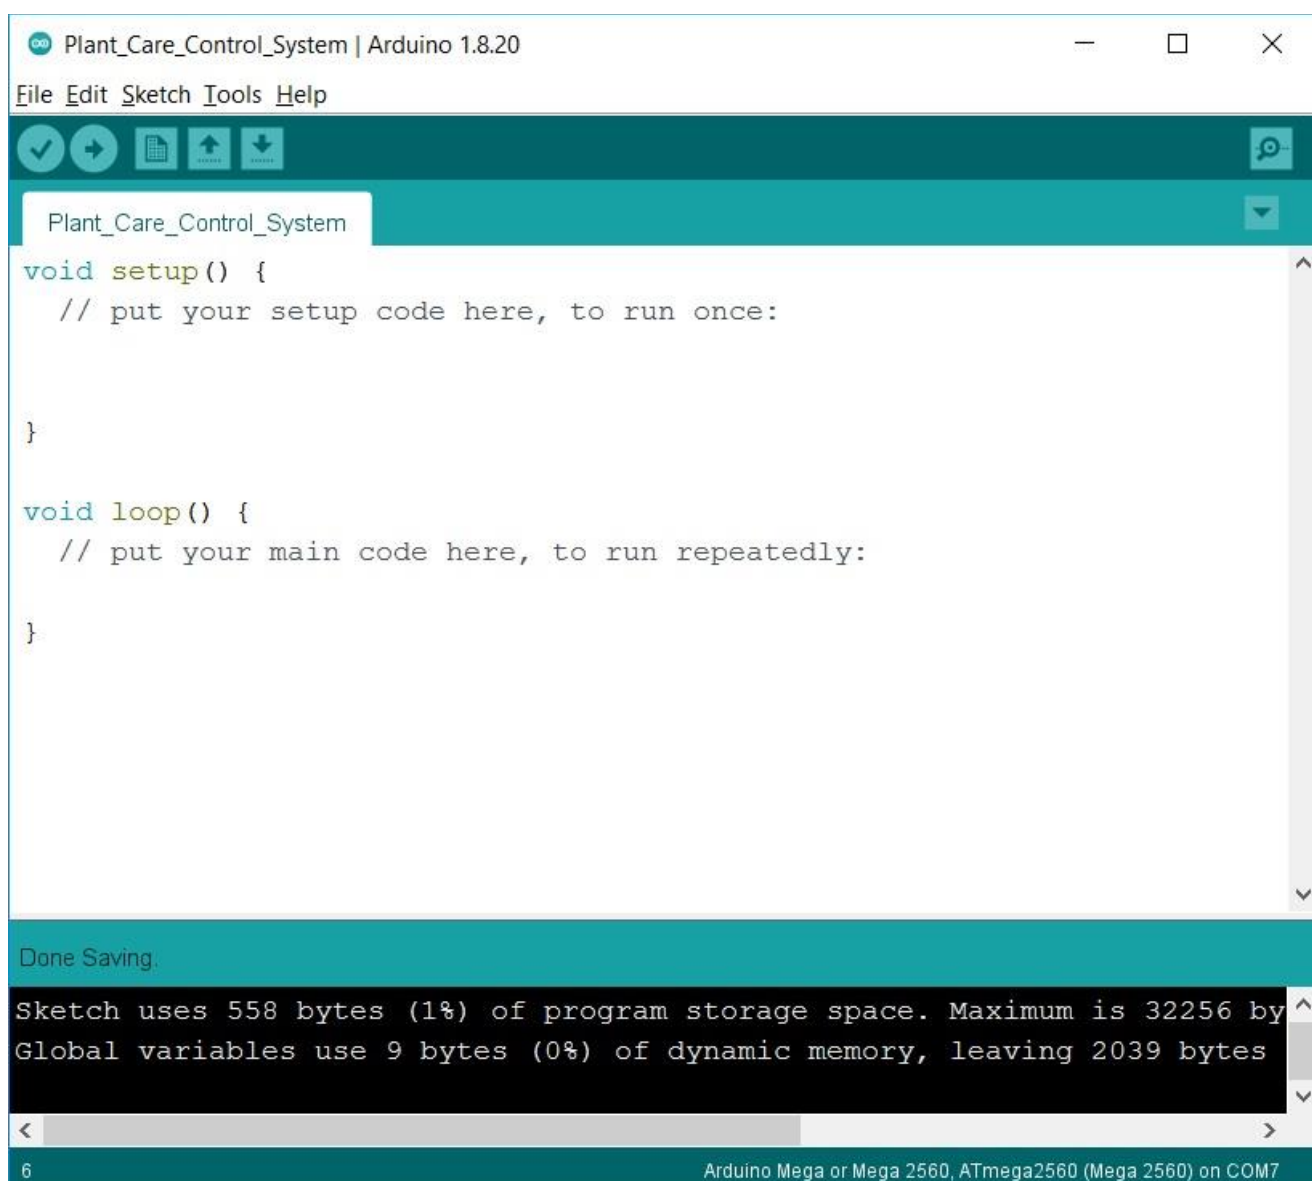 Plant_Care_Control_System | Arduino 1.8.20
File Edit Sketch Tools Help
Plant_Care_Control_System
void setup() {
  // put your setup code here, to run once:
}
void loop() {
  // put your main code here, to run repeatedly:
}
Done Saving.
Sketch uses 558 bytes (1%) of program storage space. Maximum is 32256 by
Global variables use 9 bytes (0%) of dynamic memory, leaving 2039 bytes
6 Arduino Mega or Mega 2560, ATmega2560 (Mega 2560) on COM7